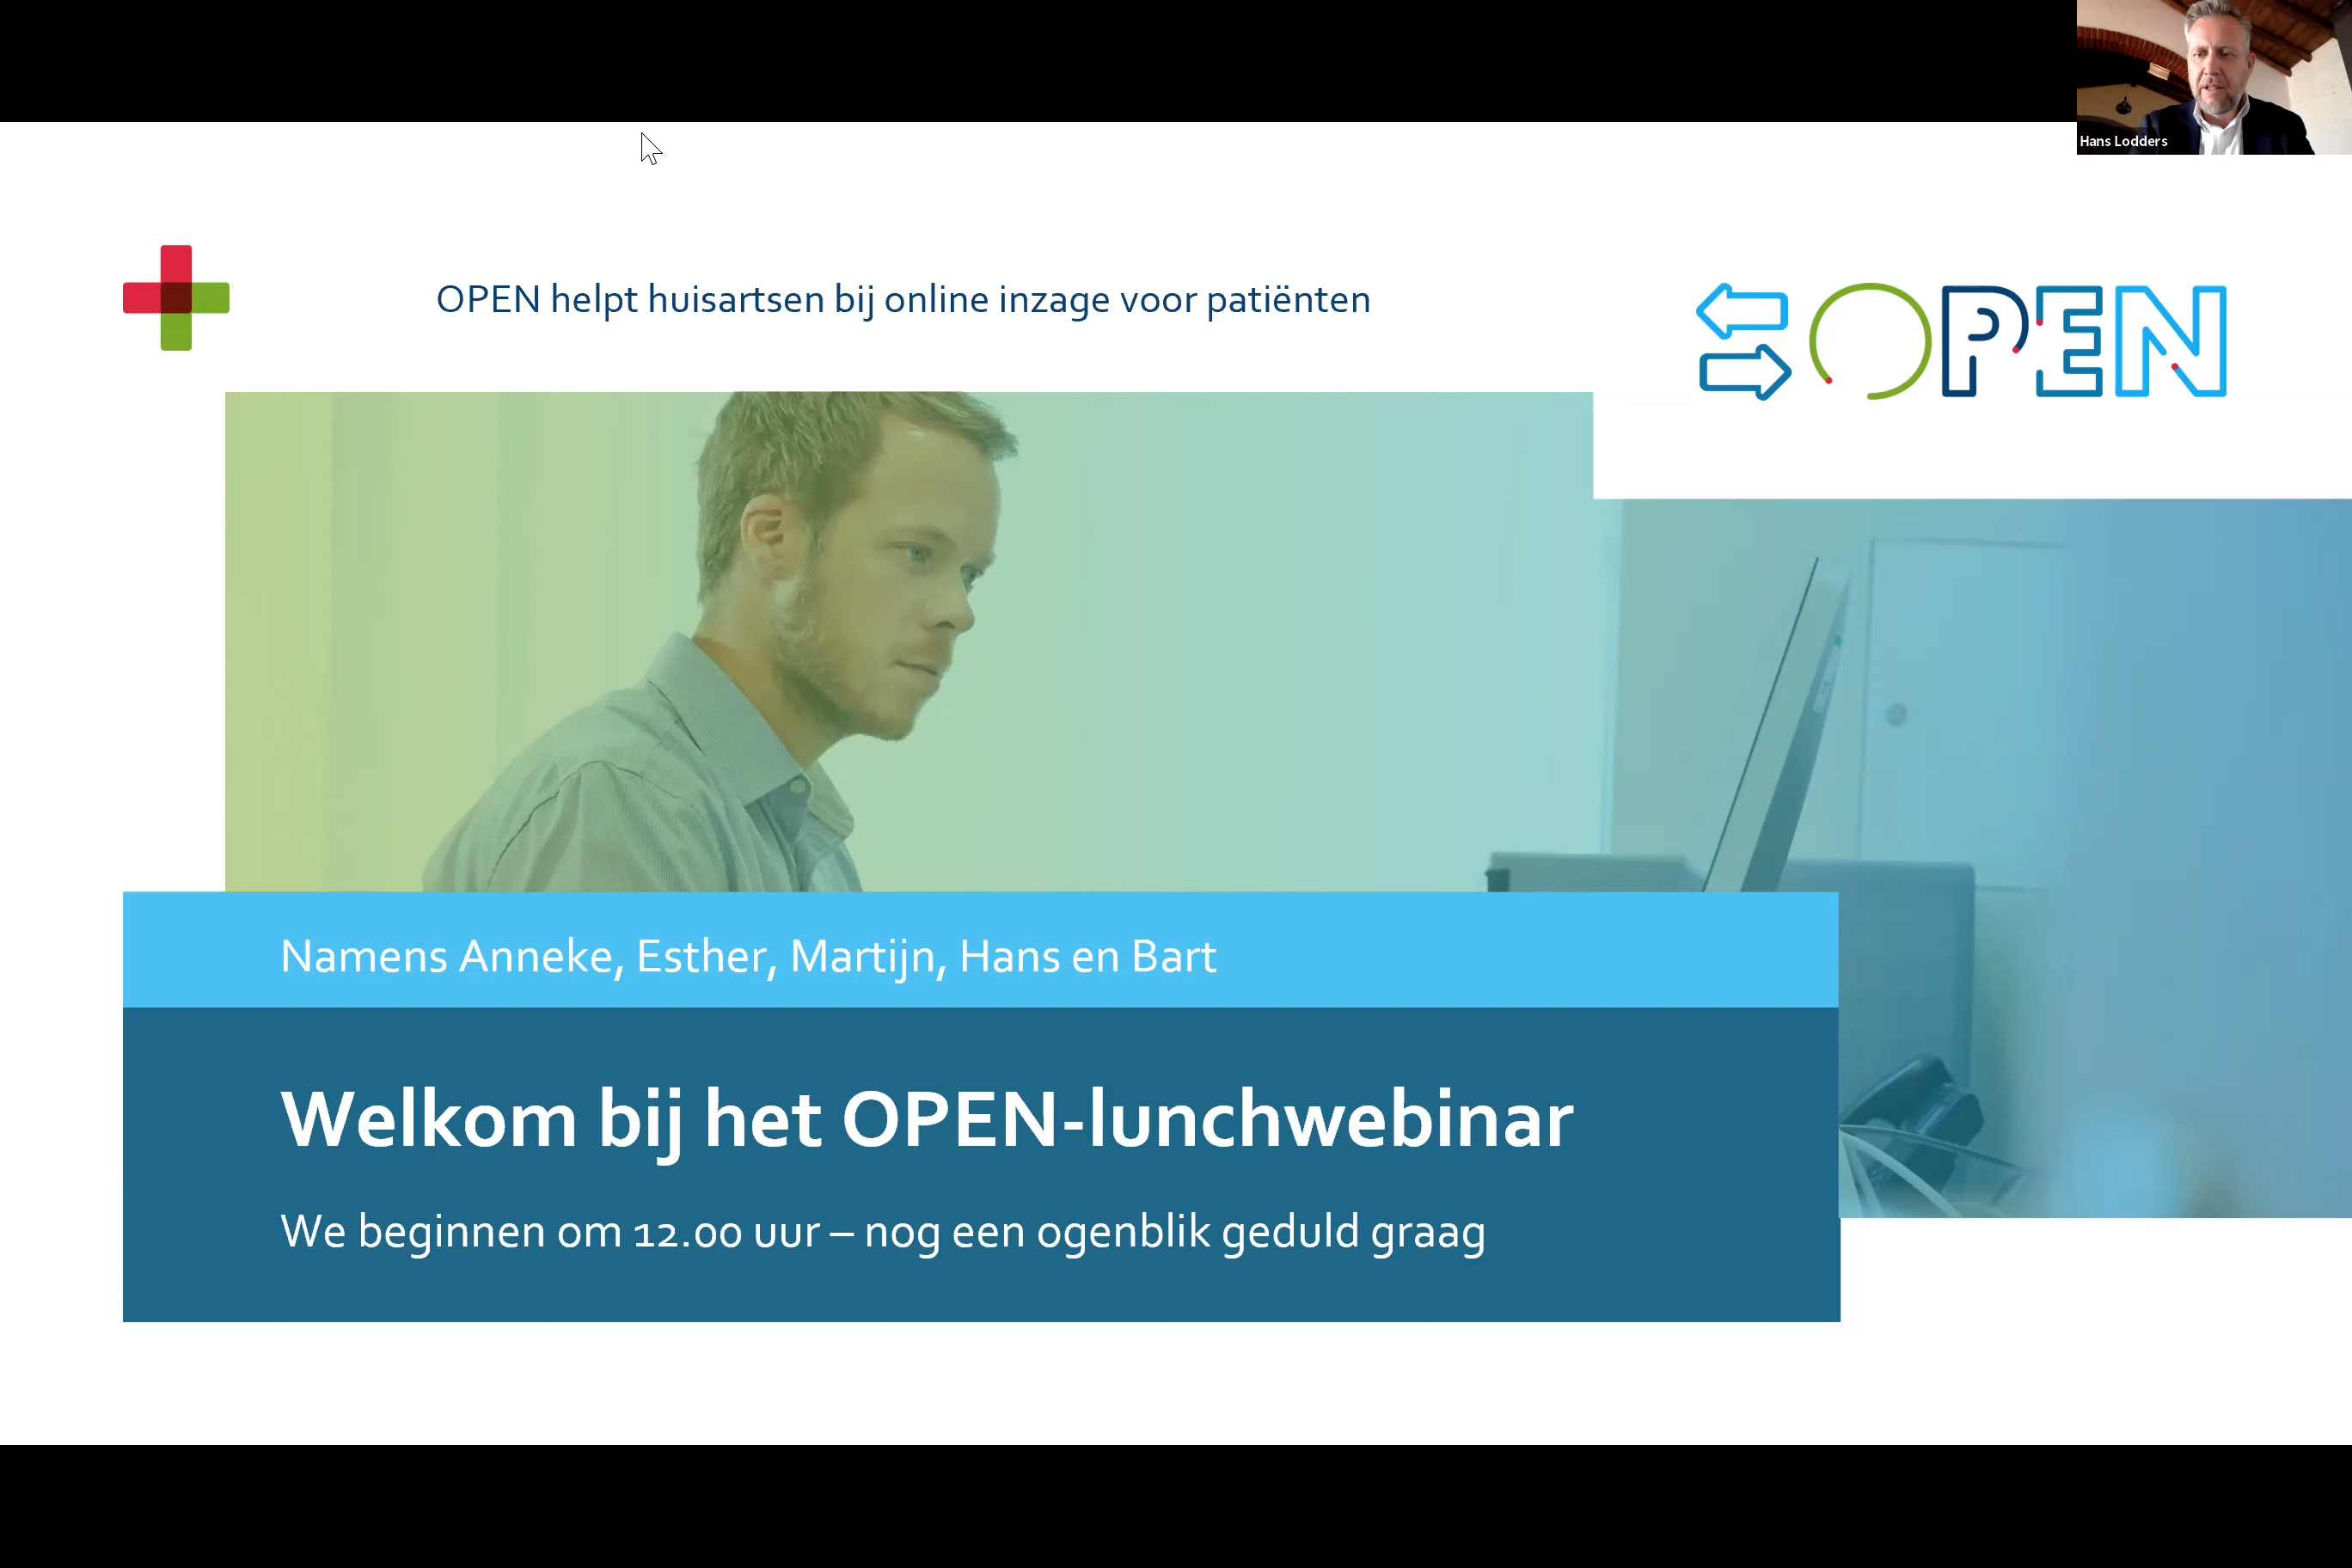 Hans Lodders
OPEN helpt huisartsen bij online inzage voor patiënten
OPEN
Namens Anneke, Esther, Martijn, Hans en Bart
Welkom bij het OPEN-lunchwebinar
We beginnen om 12.00 uur – nog een ogenblik geduld graag